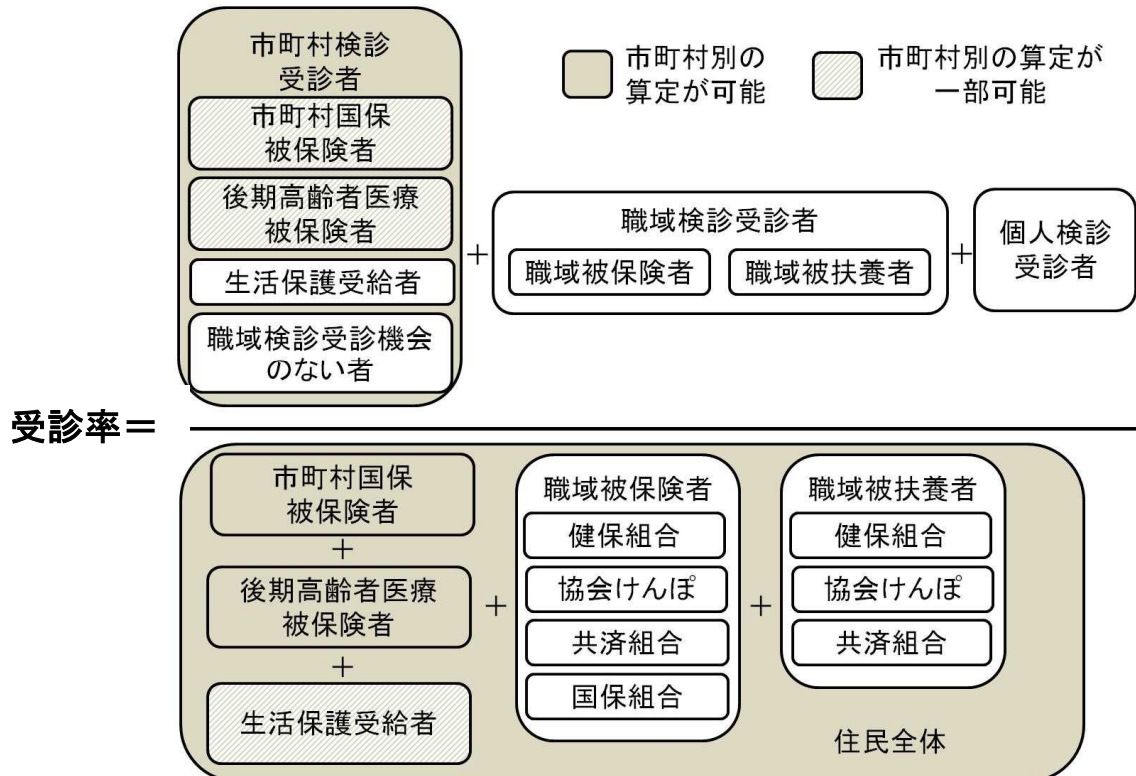 市町村検診
受診者
市町村国保
被保険者
後期高齢者医療
被保険者
生活保護受給者
職域検診受診機会
のない者
市町村別の
算定が可能
市町村別の算定が
一部可能
+
職域検診受診者
職域被保険者
職域被扶養者
+
個人検診
受診者
受診率＝
市町村国保
被保険者
+
後期高齢者医療
被保険者
+
生活保護受給者
+
職域被保険者
健保組合
協会けんぽ
共済組合
国保組合
+
職域被扶養者
健保組合
協会けんぽ
共済組合
住民全体